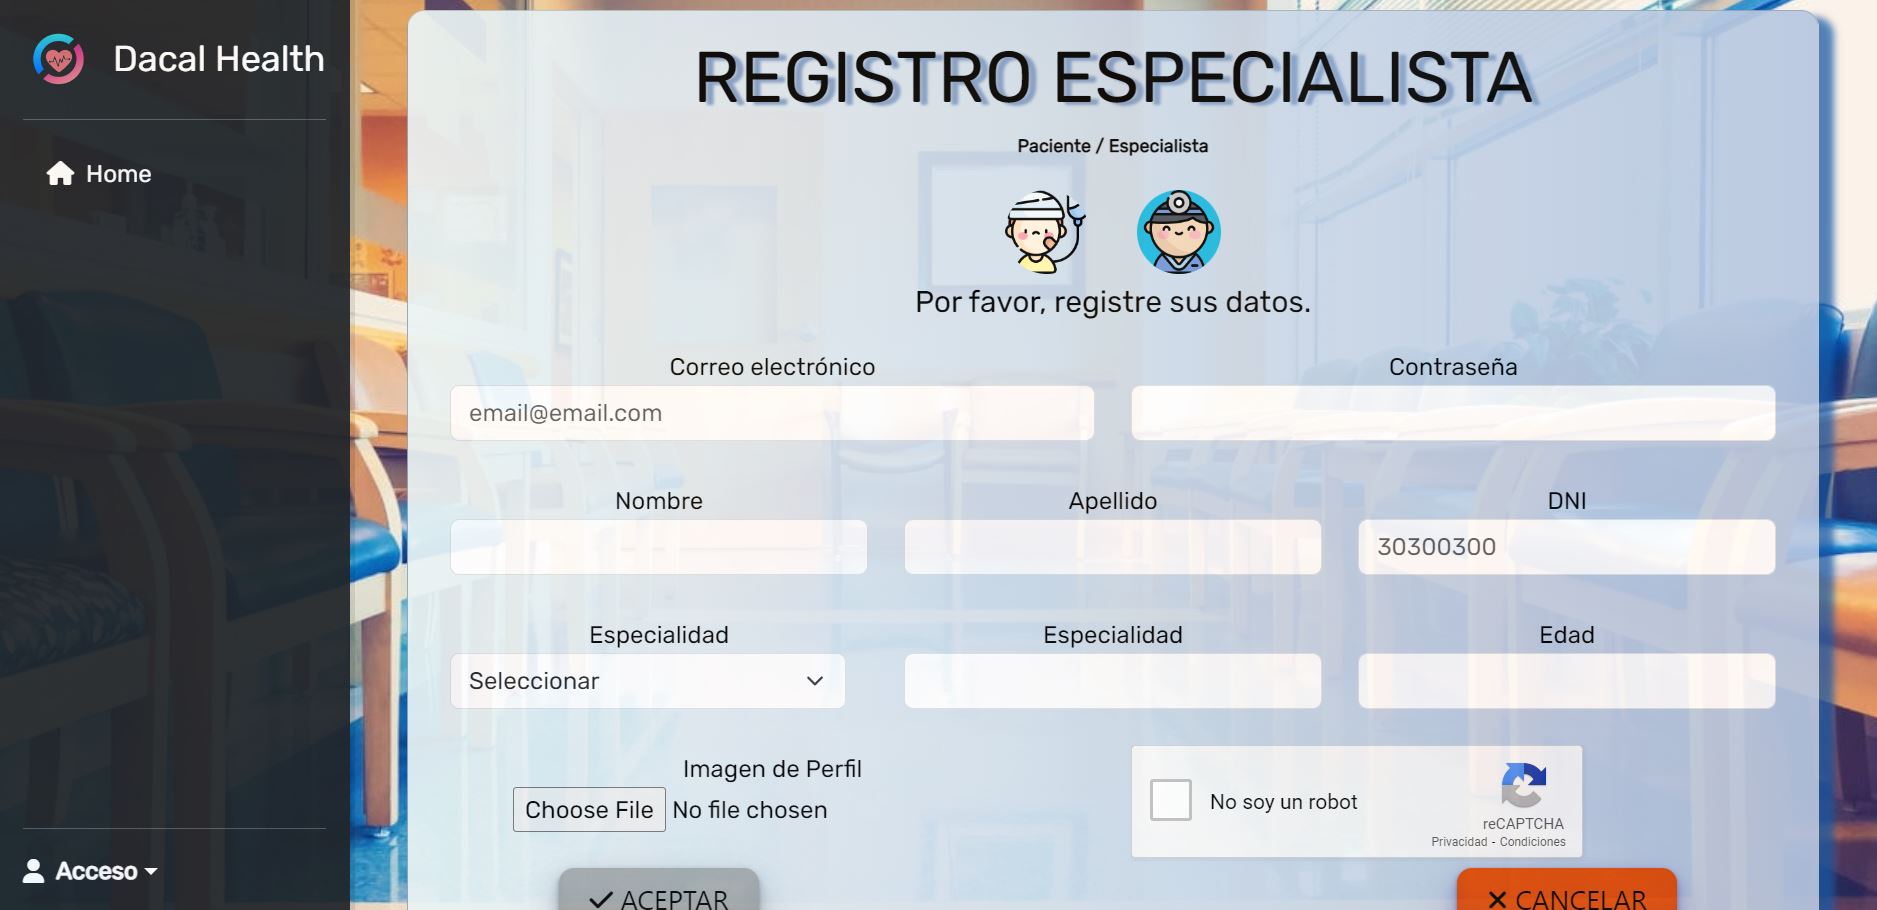 Dacal Health
Home
Acceso
REGISTRO ESPECIALISTA
Paciente / Especialista
Por favor, registre sus datos.
Correo electrónico
Contraseña
email@email.com
Nombre
Apellido
DNI
30300300
Especialidad
Especialidad
Edad
Seleccionar
Imagen de Perfil
Choose File No file chosen
No soy un robot
reCAPTCHA
Privacidad - Condiciones
ACEPTAR
CANCELAR